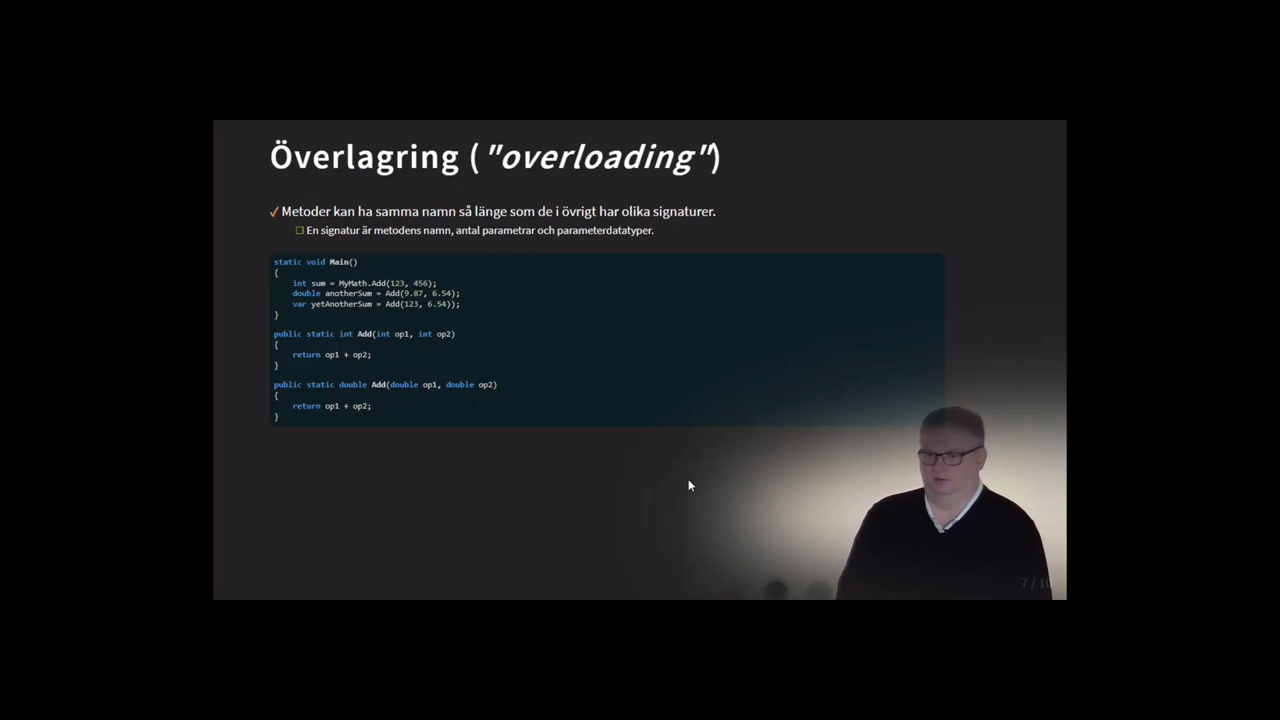 Överlagring ("overloading")
✓ Metoder kan ha samma namn så länge som de i övrigt har olika signaturer.
☐ En signatur är metodens namn, antal parametrar och parameterdatatyper.
static void Main()
{
int sum = MyMath.Add(123, 456);
double anotherSum = Add(9.87, 6.54);
var yetAnotherSum = Add(123, 6.54));
}
public static int Add(int op1, int op2)
{
return op1 + op2;
}
public static double Add(double op1, double op2)
{
return op1 + op2;
}
7 /